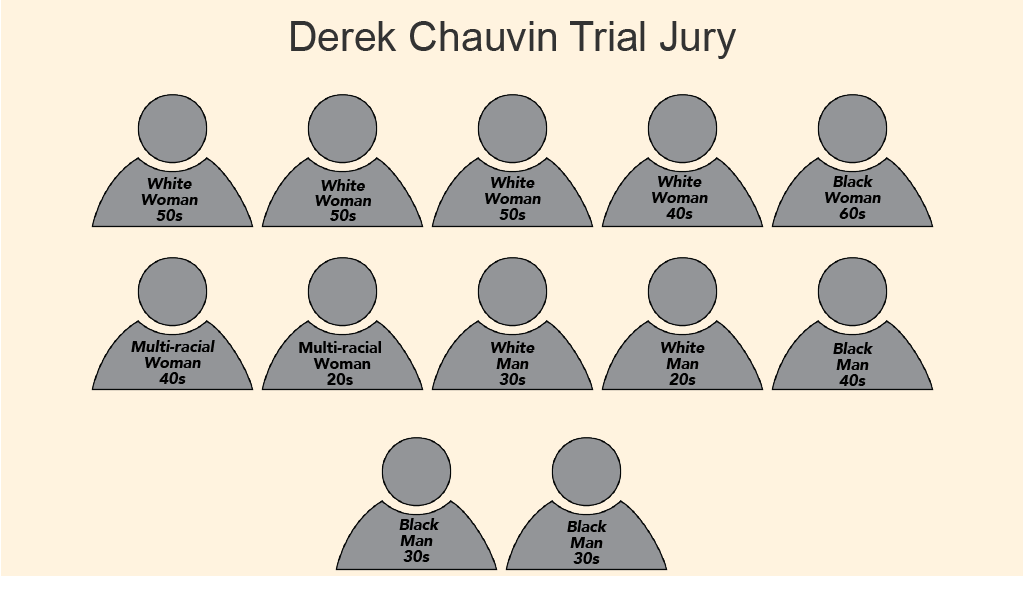 Derek Chauvin Trial Jury
White
Woman
50s
White
Woman
50s
White
Woman
50s
White
Woman
40s
Black
Woman
60s
Multi-racial
Woman
40s
Multi-racial
Woman
20s
White
Man
30s
White
Man
20s
Black
Man
40s
Black
Man
30s
Black
Man
30s